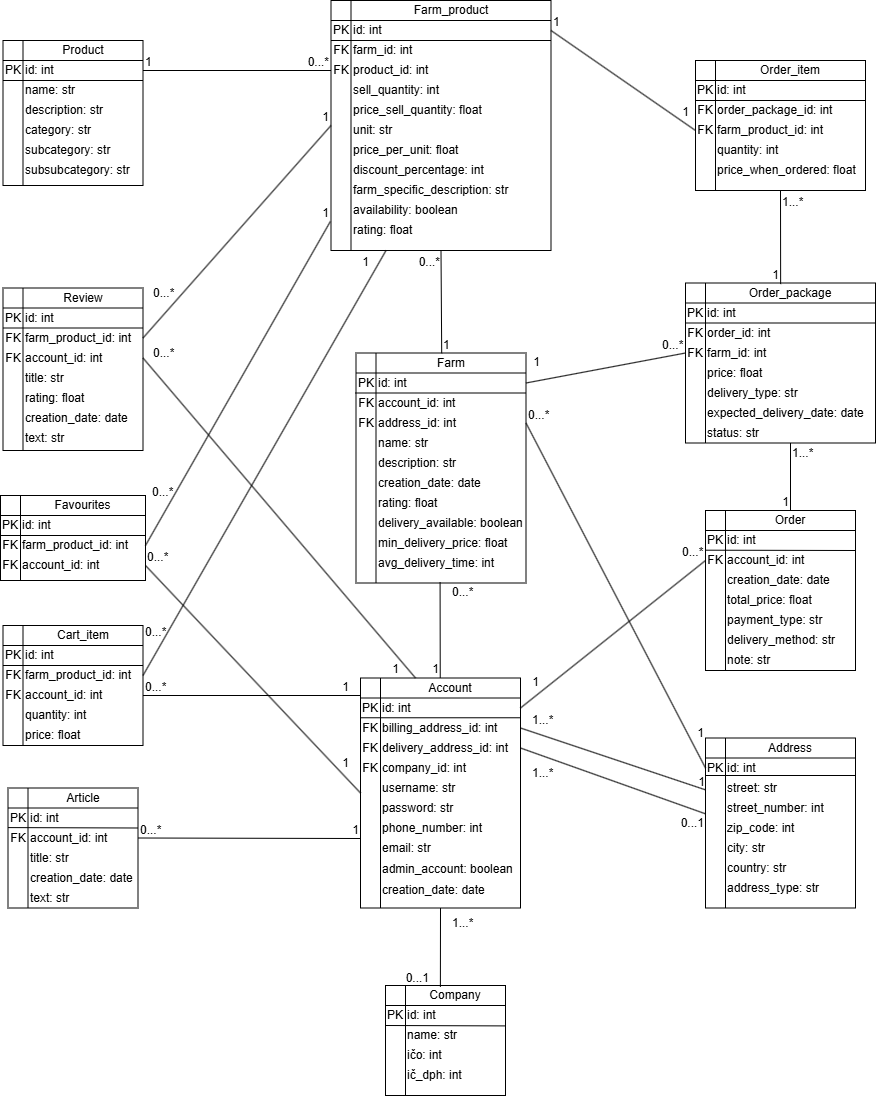 Farm_product
PK id: int
FK farm_id: int
FK product_id: int
sell_quantity: int
price_sell_quantity: float
unit: str
price_per_unit: float
discount_percentage: int
farm_specific_description: str
availability: boolean
rating: float
Product
PK id: int
name: str
description: str
category: str
subcategory: str
subsubcategory: str
1
0...*
1
1
Order_item
PK id: int
FK order_package_id: int
FK farm_product_id: int
quantity: int
price_when_ordered: float
1
1
1
0...*
1...*
1
Review
PK id: int
FK farm_product_id: int
FK account_id: int
title: str
rating: float
creation_date: date
text: str
0...*
0...*
Order_package
PK id: int
FK order_id: int
FK farm_id: int
price: float
delivery_type: str
expected_delivery_date: date
status: str
1
Farm
PK id: int
FK account_id: int
FK address_id: int
name: str
description: str
creation_date: date
rating: float
delivery_available: boolean
min_delivery_price: float
avg_delivery_time: int
1
0...*
0...*
1...*
1
Favourites
PK id: int
FK farm_product_id: int
FK account_id: int
0...*
0...*
Order
PK id: int
FK account_id: int
creation_date: date
total_price: float
payment_type: str
delivery_method: str
note: str
0...*
0...*
Cart_item
PK id: int
FK farm_product_id: int
FK account_id: int
quantity: int
price: float
0...*
0...*
1
1
1
1
Account
PK id: int
FK billing_address_id: int
FK delivery_address_id: int
FK company_id: int
username: str
password: str
phone_number: int
email: str
admin_account: boolean
creation_date: date
1
1...*
1...*
1
1
0...1
Address
PK id: int
street: str
street_number: int
zip_code: int
city: str
country: str
address_type: str
Article
PK id: int
FK account_id: int
title: str
creation_date: date
text: str
0...*
1
1...*
0...1
Company
PK id: int
name: str
ičo: int
ič_dph: int